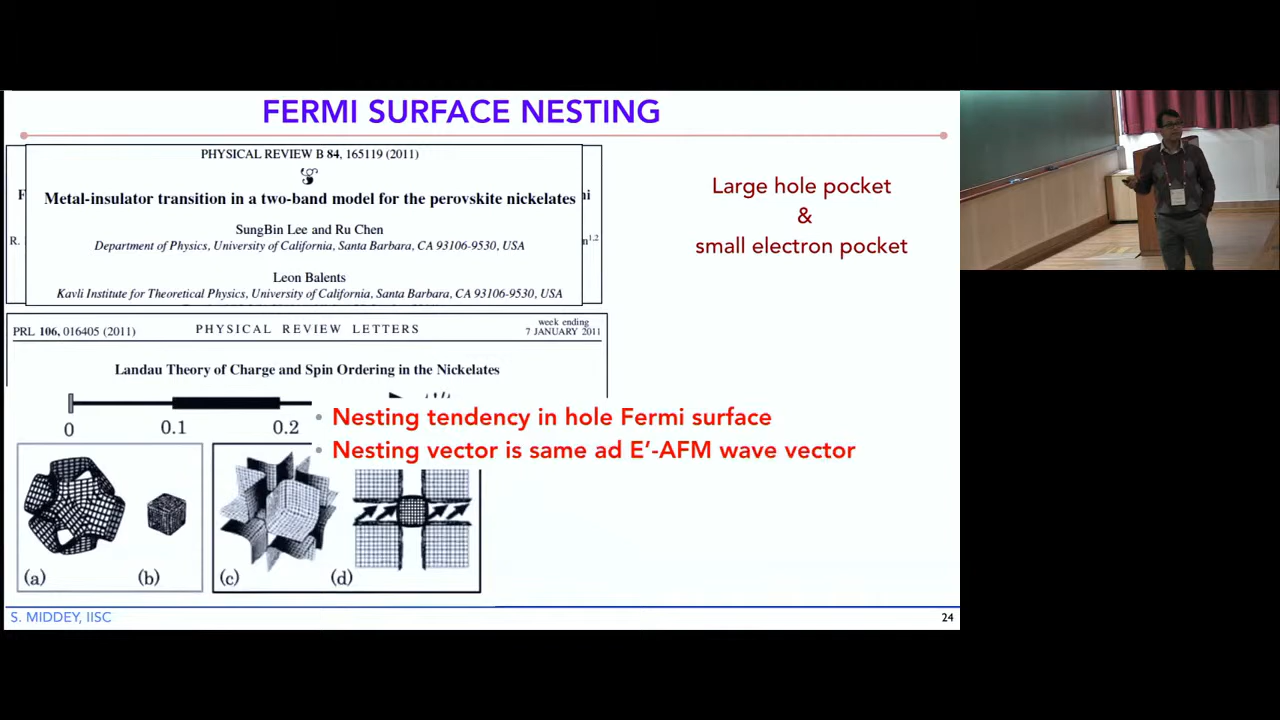 FERMI SURFACE NESTING
PHYSICAL REVIEW B 84, 165119 (2011)
Metal-insulator transition in a two-band model for the perovskite nickelates
SungBin Lee and Ru Chen
Department of Physics, University of California, Santa Barbara, CA 93106-9530, USA
Leon Balents
Kavli Institute for Theoretical Physics, University of California, Santa Barbara, CA 93106-9530, USA
F
R.
ni
n1,2
Large hole pocket
&
small electron pocket
PRL 106, 016405 (2011)
PHYSICAL REVIEW LETTERS
week ending
7 JANUARY 2011
Landau Theory of Charge and Spin Ordering in the Nickelates
0 0.1 0.2
• Nesting tendency in hole Fermi surface
• Nesting vector is same ad E’-AFM wave vector
(a) (b) (c) (d)
S. MIDDEY, IISC
24